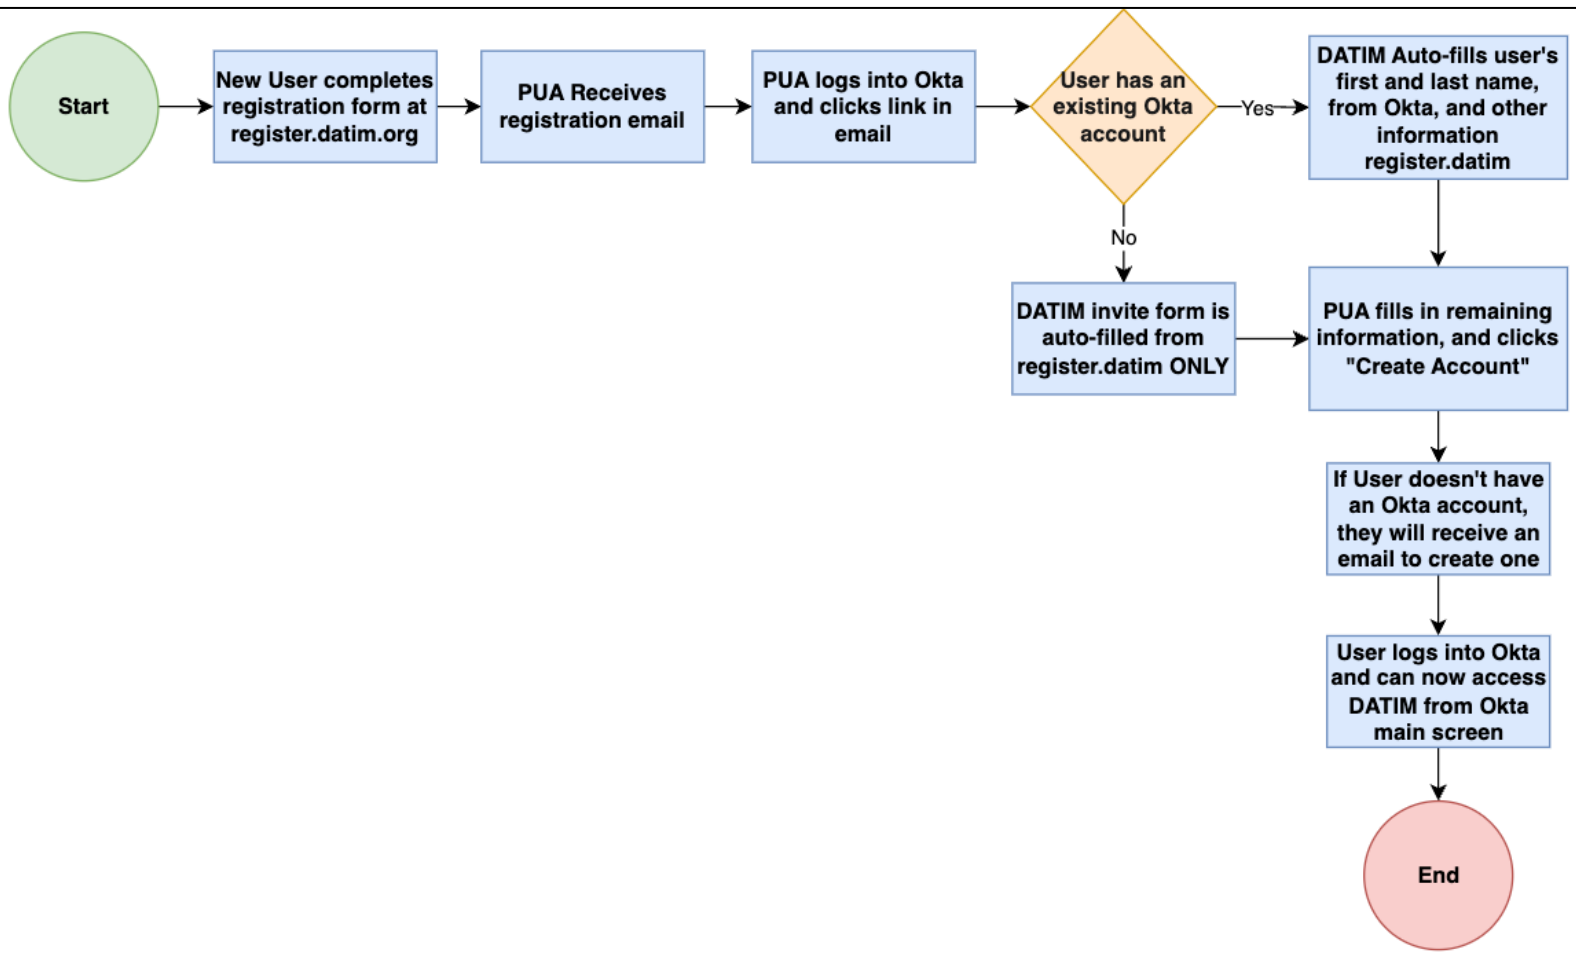 Start
New User completes
registration form at
register.datim.org
PUA Receives
registration email
PUA logs into Okta
and clicks link in
email
User has an
existing Okta
account
Yes
DATIM Auto-fills user's
first and last name,
from Okta, and other
information
register.datim
No
DATIM invite form is
auto-filled from
register.datim ONLY
PUA fills in remaining
information, and clicks
"Create Account"
If User doesn't have
an Okta account,
they will receive an
email to create one
User logs into Okta
and can now access
DATIM from Okta
main screen
End